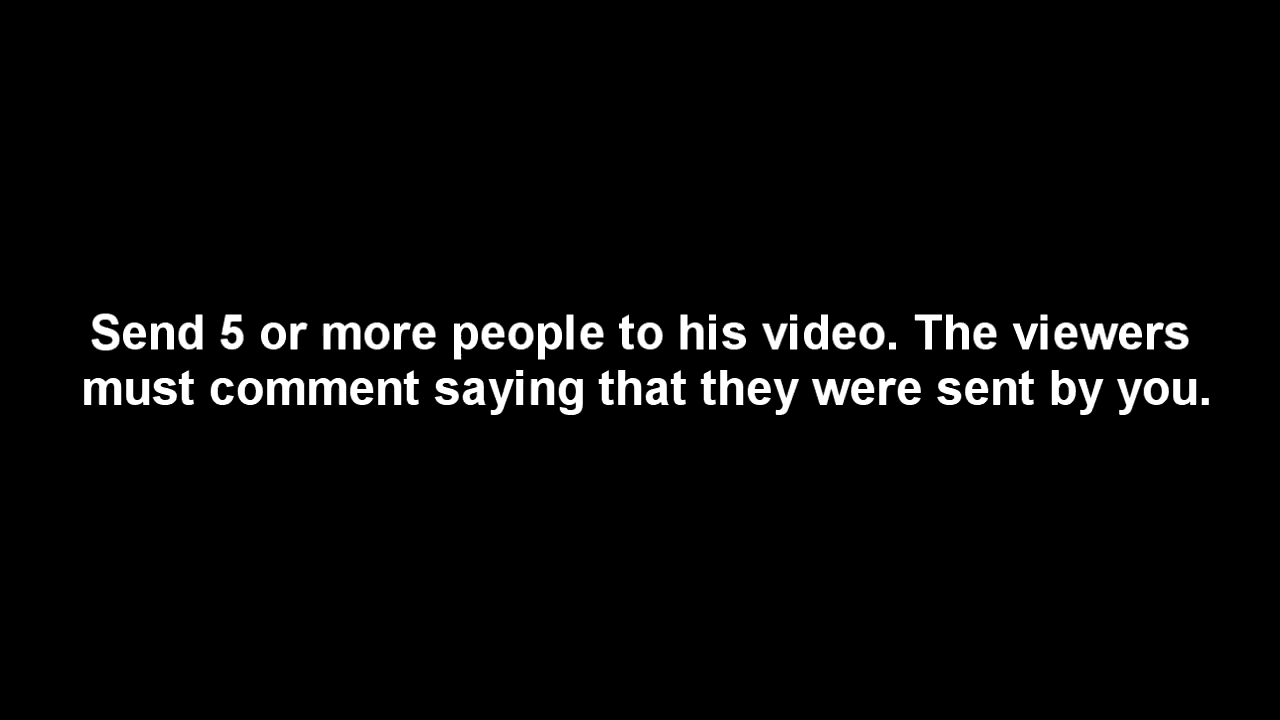 Send 5 or more people to his video. The viewers
must comment saying that they were sent by you.